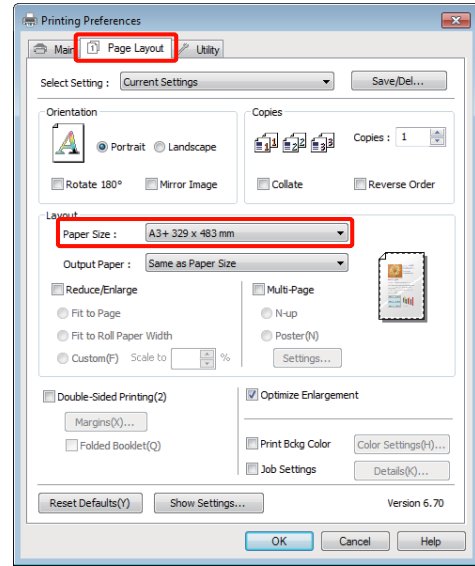 Printing Preferences
Main Page Layout Utility
Select Setting : Current Settings Save/Del...
Orientation
Portrait Landscape
Rotate 180° Mirror Image
Copies
Copies : 1
Collate Reverse Order
Layout
Paper Size : A3+ 329 x 483 mm
Output Paper : Same as Paper Size
Reduce/Enlarge
Fit to Page
Fit to Roll Paper Width
Custom(F) Scale to %
Multi-Page
N-up
Poster(N)
Settings...
Double-Sided Printing(2)
Margins(X)...
Folded Booklet(Q)
Optimize Enlargement
Print Bckg Color Color Settings(H)...
Job Settings Details(K)...
Reset Defaults(Y) Show Settings... Version 6.70
OK Cancel Help